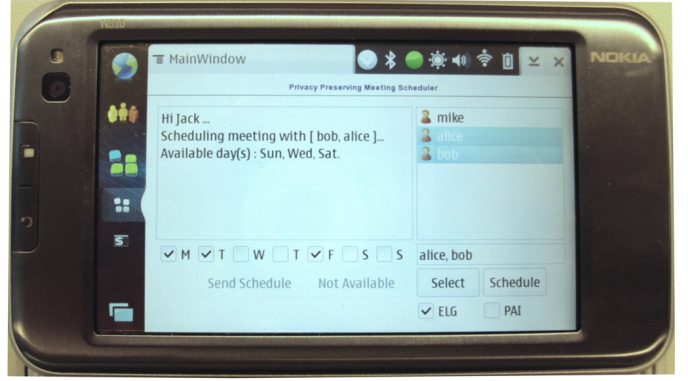 N810
NOKIA
MainWindow
Privacy Preserving Meeting Scheduler
Hi Jack ...
Scheduling meeting with [ bob, alice ]...
Available day(s) : Sun, Wed, Sat.
mike
alice
bob
M T W T F S S
alice, bob
Send Schedule Not Available Select Schedule
ELG PAI